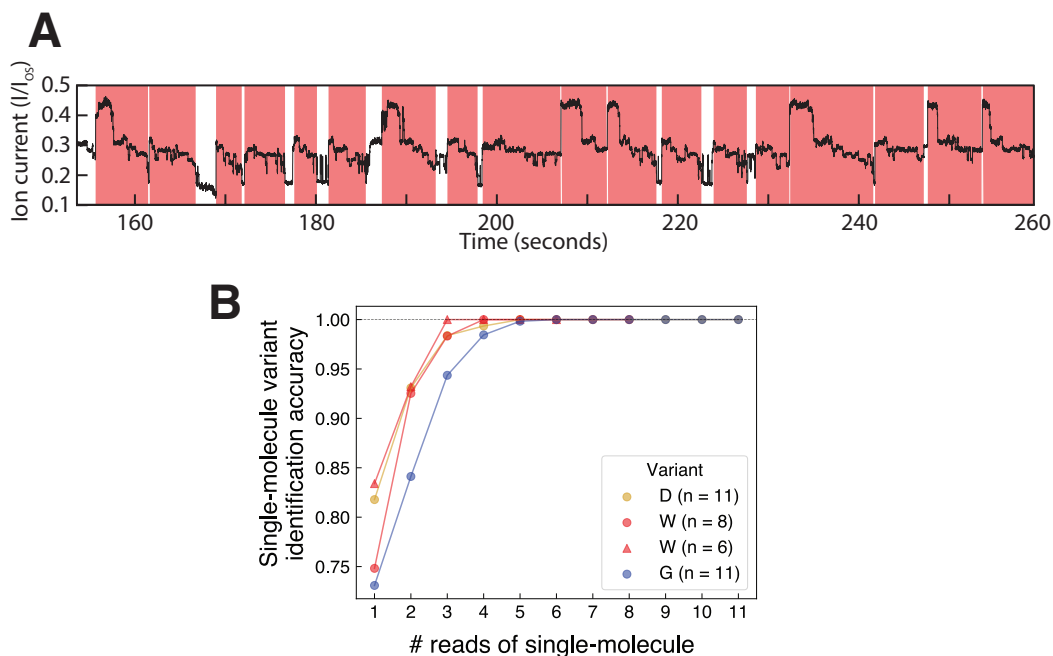 A
Ion current (I/Ios)
0.5
0.4
0.3
0.2
0.1
160
180
200
220
240
260
Time (seconds)
B
Single-molecule variant
identification accuracy
1.00
0.95
0.90
0.85
0.80
0.75
Variant
D (n = 11)
W (n = 8)
W (n = 6)
G (n = 11)
1 2 3 4 5 6 7 8 9 10 11
# reads of single-molecule